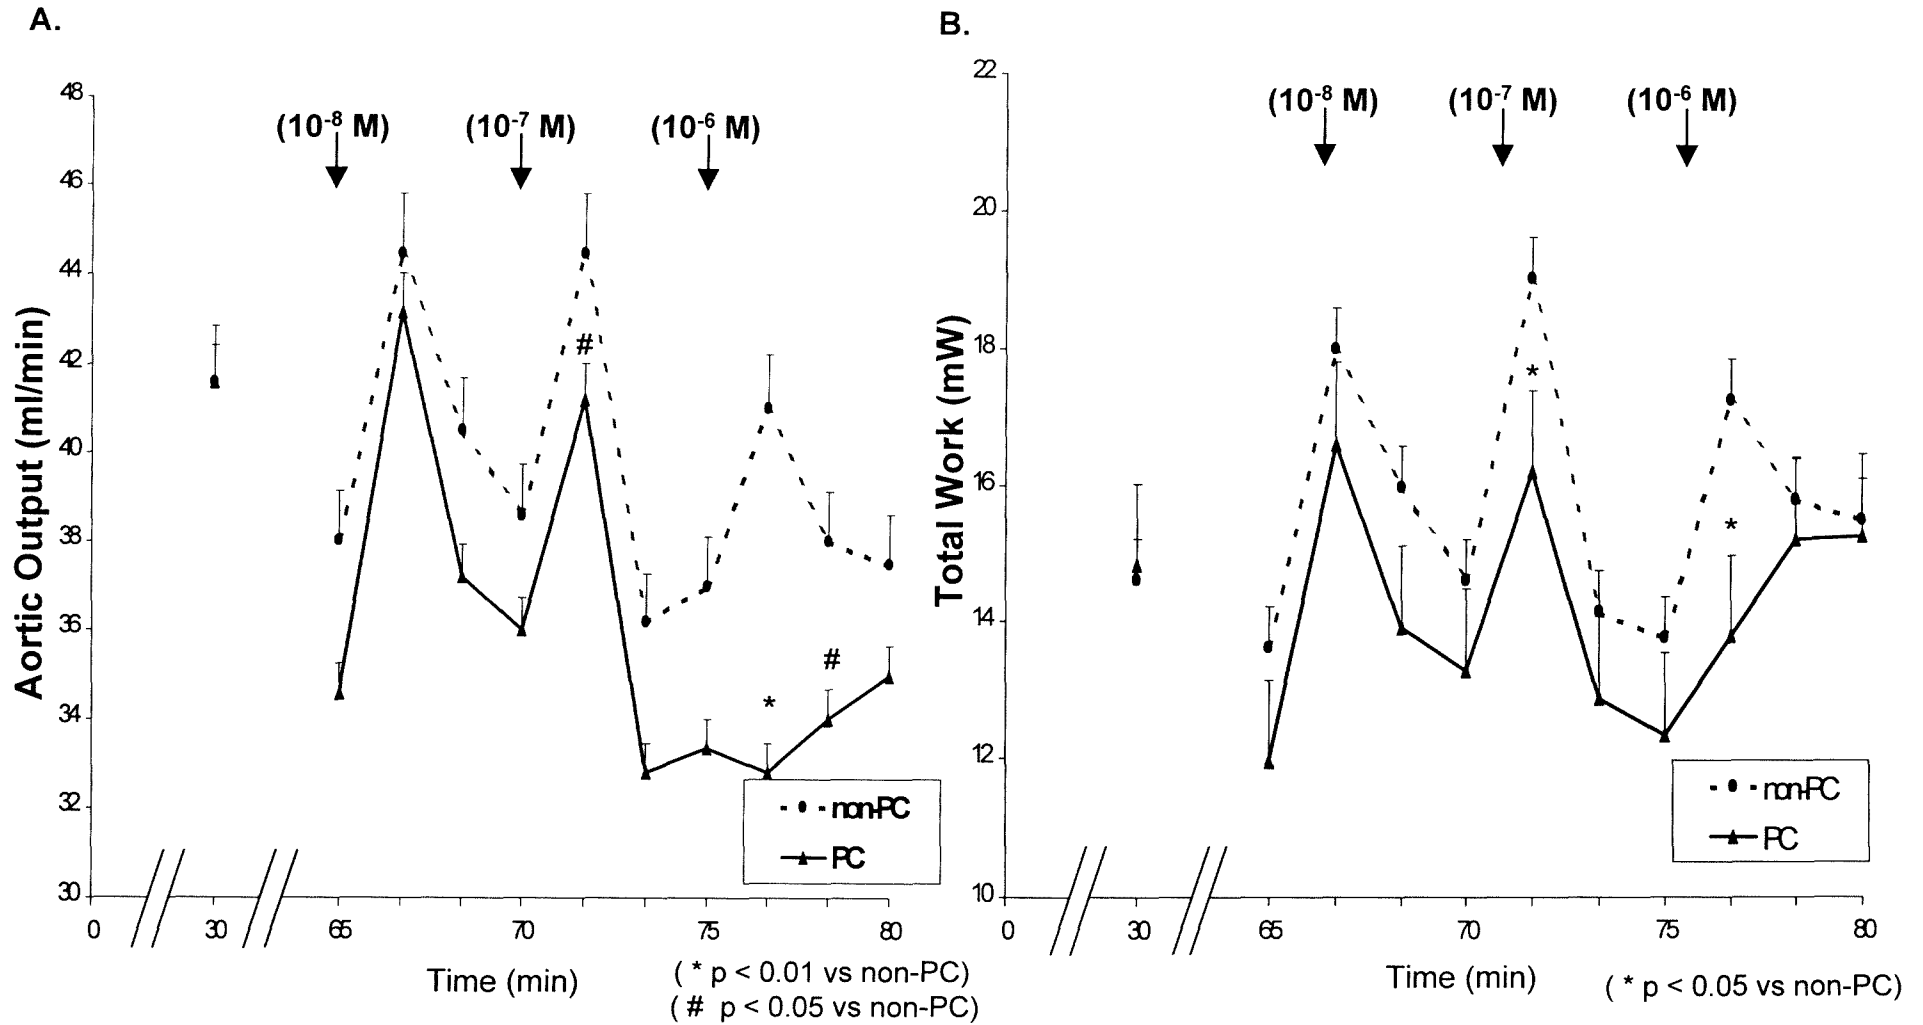 A.
Aortic Output (ml/min)
48
46
44
42
40
38
36
34
32
30
(10⁻⁸ M)
(10⁻⁷ M)
(10⁻⁶ M)
#
*
#
non-PC
PC
0
30
65
70
75
80
Time (min)
( * p < 0.01 vs non-PC)
( # p < 0.05 vs non-PC)
B.
Total Work (mW)
22
20
18
16
14
12
10
(10⁻⁸ M)
(10⁻⁷ M)
(10⁻⁶ M)
*
*
non-PC
PC
0
30
65
70
75
80
Time (min)
( * p < 0.05 vs non-PC)